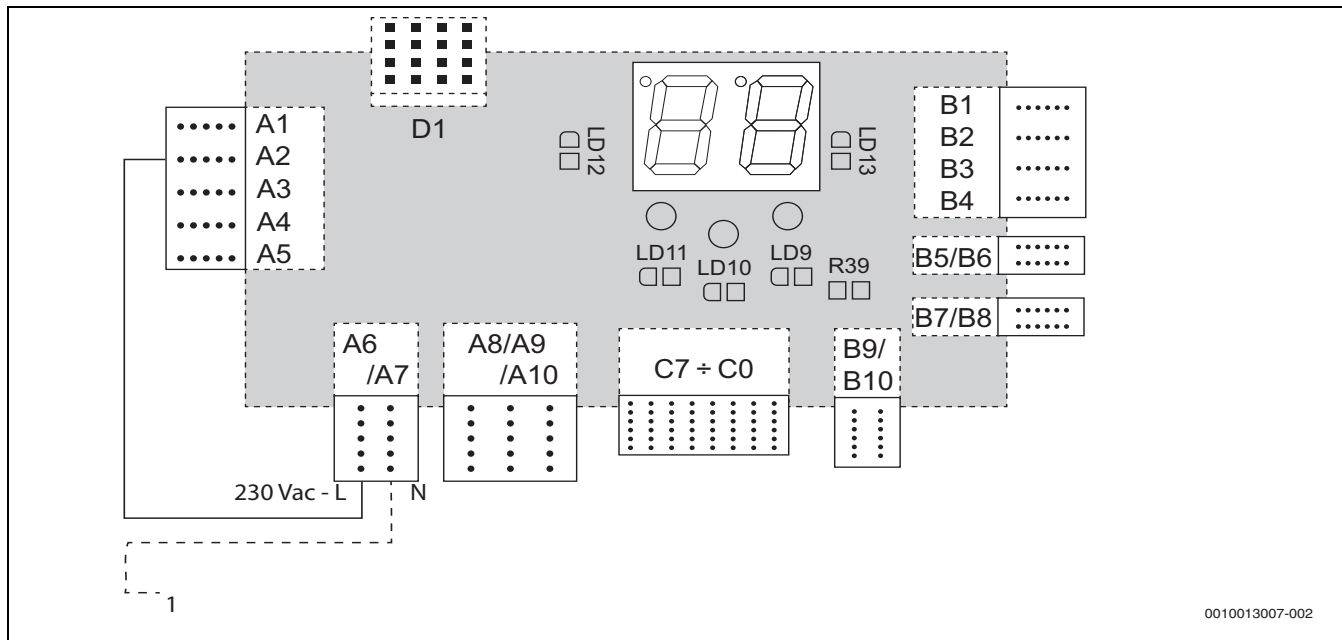 D1
A1
A2
A3
A4
A5
LD12
LD13
B1
B2
B3
B4
LD11
LD10
LD9
R39
B5/B6
B7/B8
A6
/A7
A8/A9
/A10
C7 ÷ C0
B9/
B10
230 Vac - L
N
1
0010013007-002